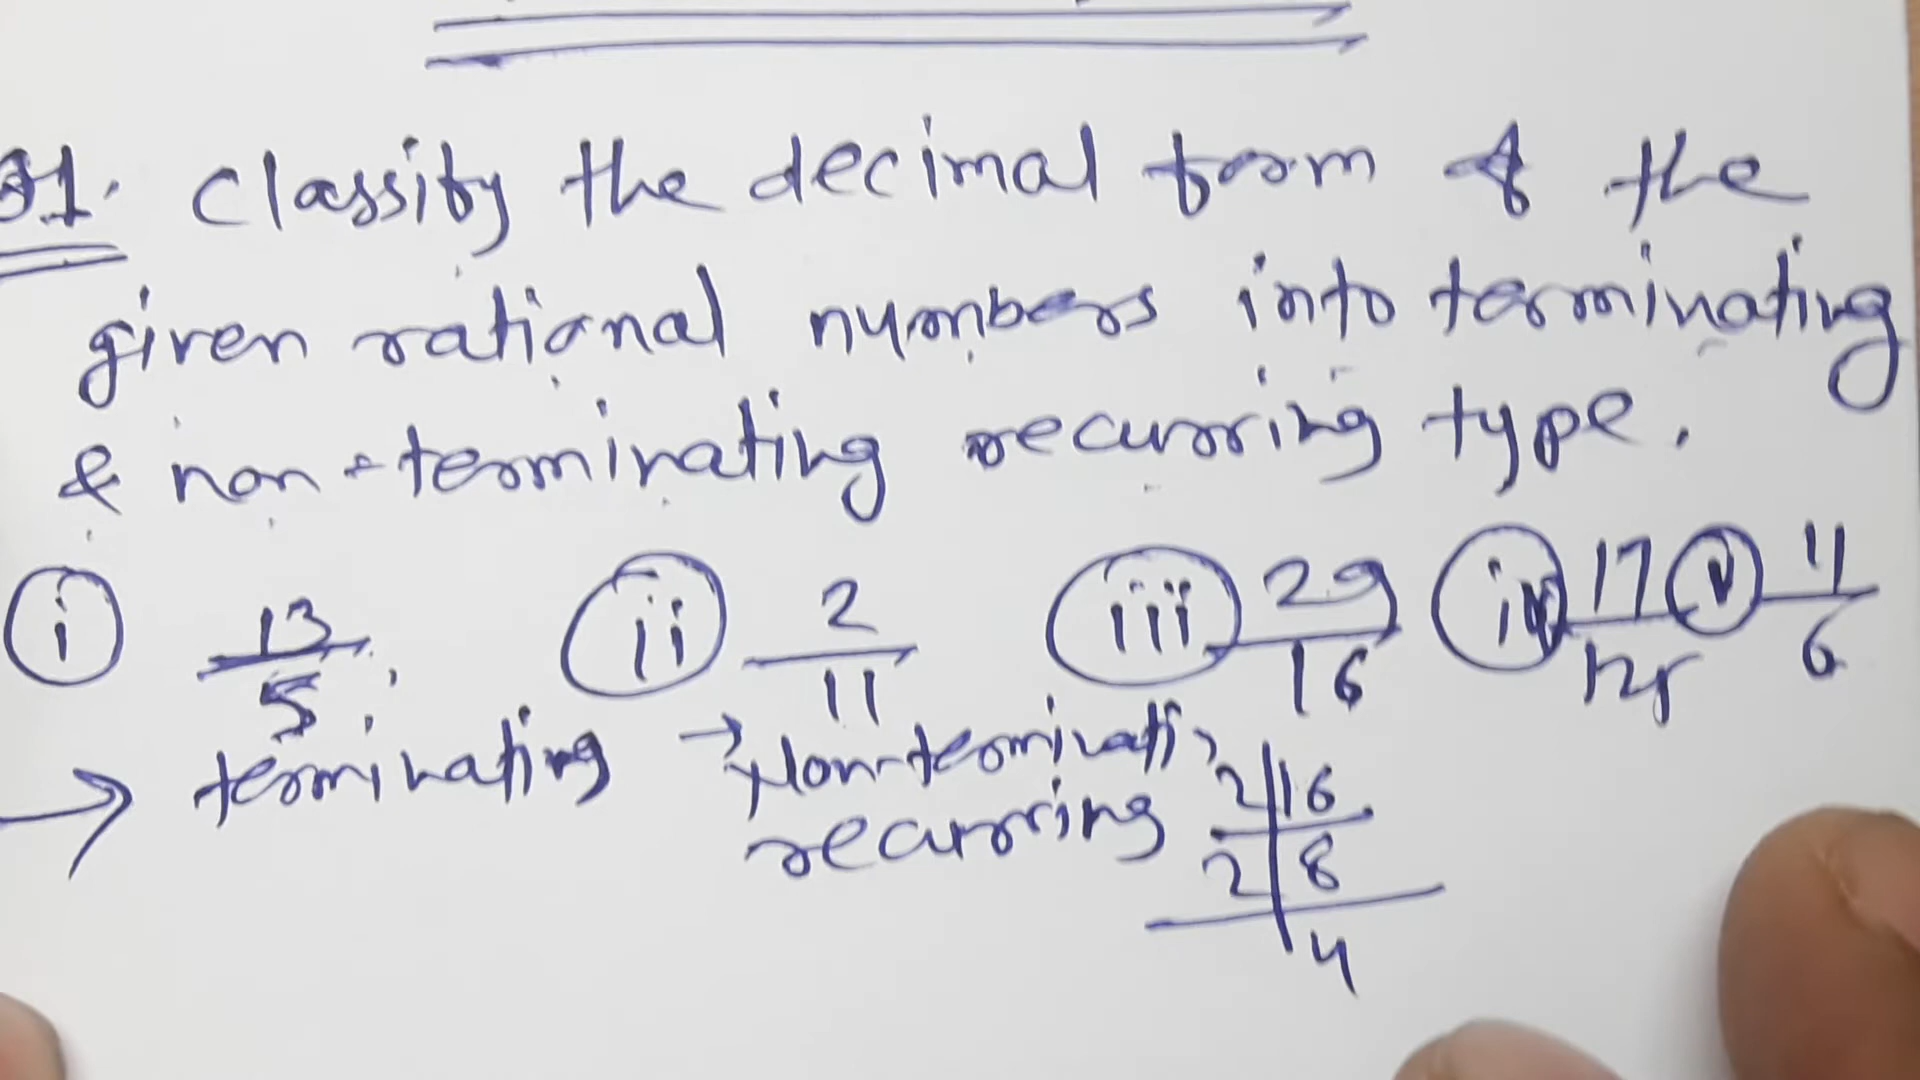 Q1. Classify the decimal form of the
given rational numbers into terminating
& non-terminating recurring type.
i 13/5, ii 2/11 iii 29/16 iv 17/125 v 11/6
→ terminating → Non-terminati
recurring
2|16
2|8
4